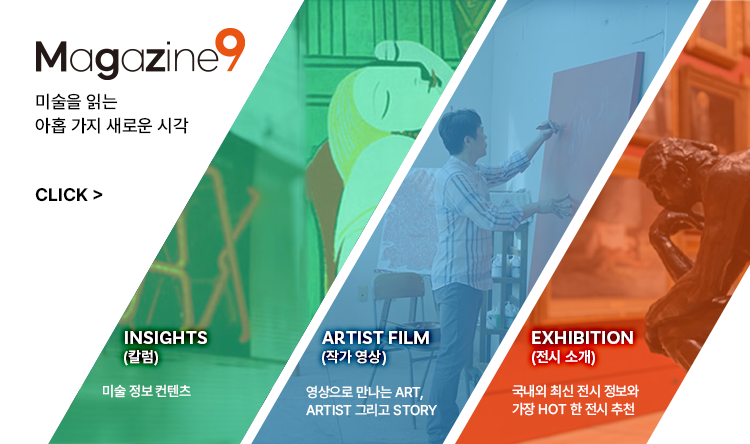 Magazine9
미술을 읽는
아홉 가지 새로운 시각
CLICK >
INSIGHTS
(칼럼)
미술 정보 컨텐츠
ARTIST FILM
(작가 영상)
영상으로 만나는 ART,
ARTIST 그리고 STORY
EXHIBITION
(전시 소개)
국내외 최신 전시 정보와
가장 HOT 한 전시 추천